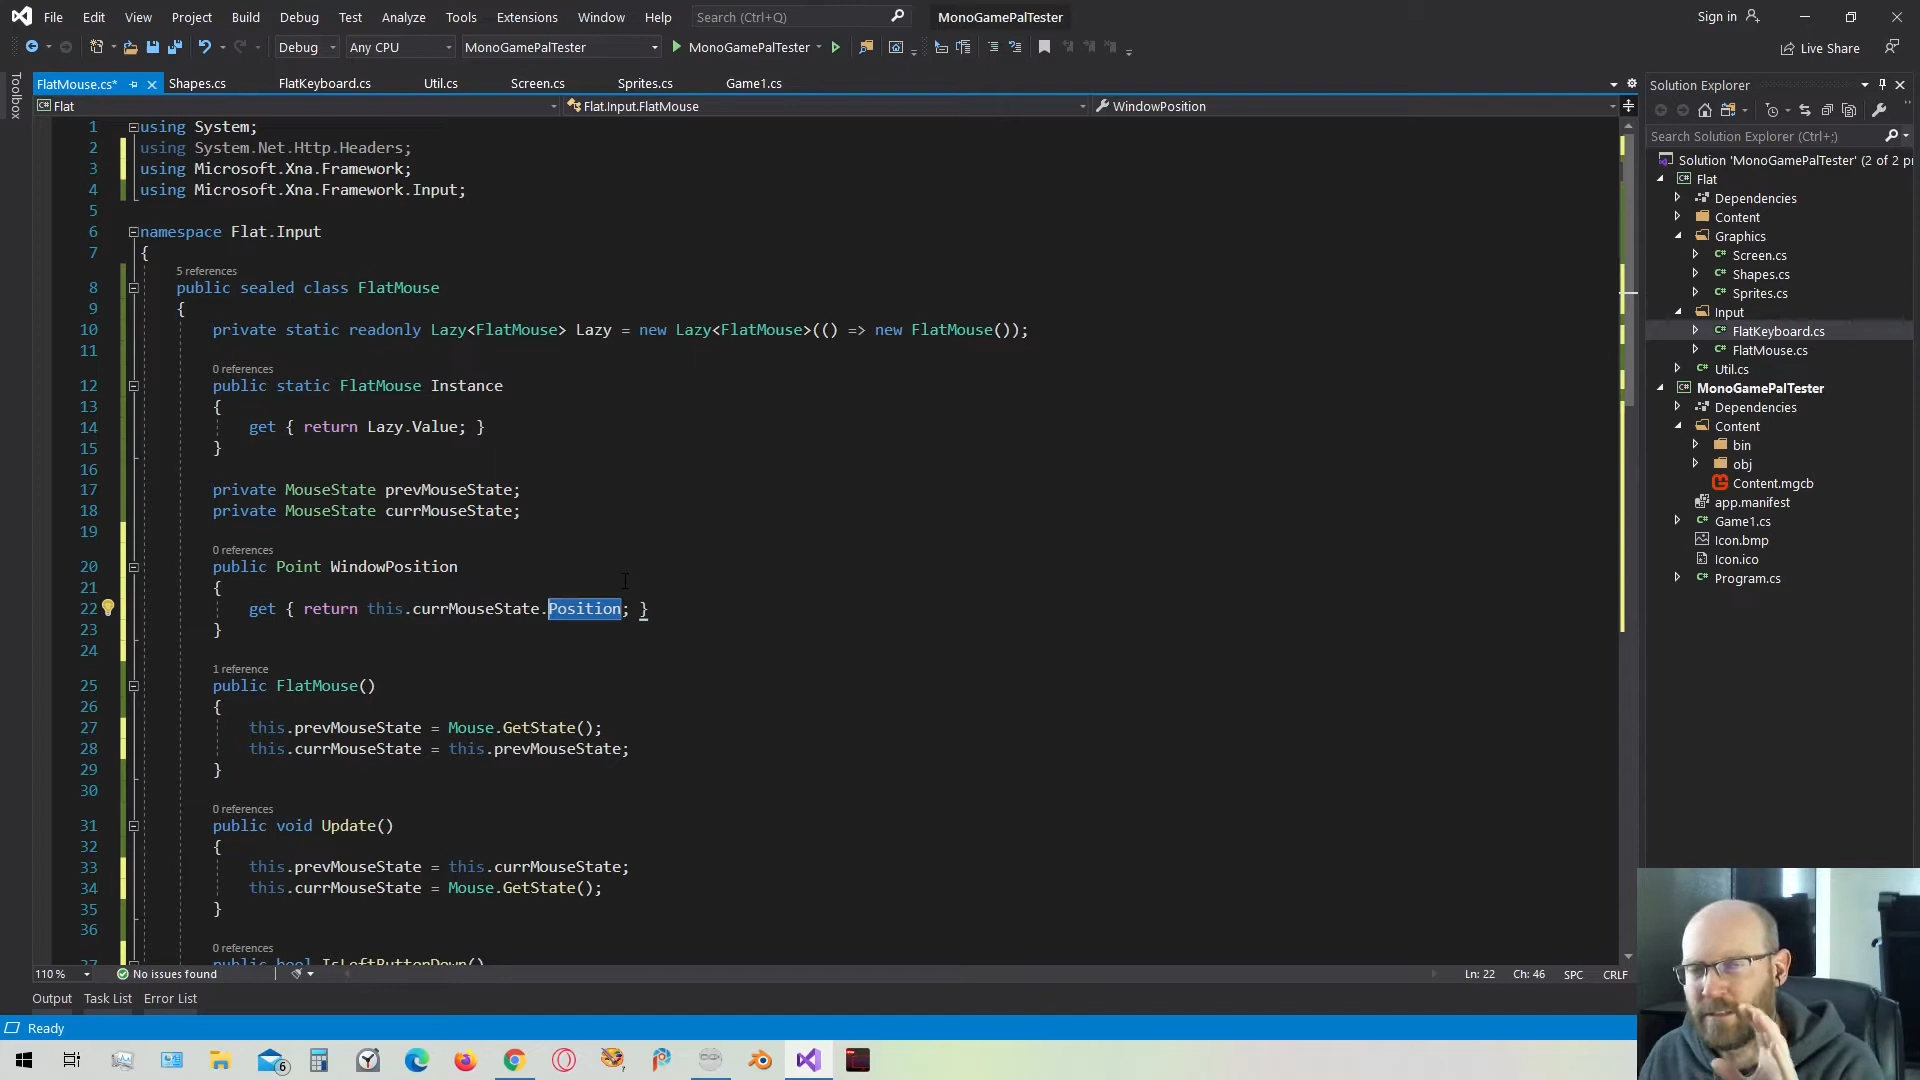 File Edit View Project Build Debug Test Analyze Tools Extensions Window Help Search (Ctrl+Q) MonoGamePalTester Sign in
Debug Any CPU MonoGamePalTester MonoGamePalTester Live Share
Toolbox
FlatMouse.cs* Shapes.cs FlatKeyboard.cs Util.cs Screen.cs Sprites.cs Game1.cs
Flat Flat.Input.FlatMouse WindowPosition
1 using System;
2 using System.Net.Http.Headers;
3 using Microsoft.Xna.Framework;
4 using Microsoft.Xna.Framework.Input;
5
6 namespace Flat.Input
7 {
5 references
8 public sealed class FlatMouse
9 {
10 private static readonly Lazy<FlatMouse> Lazy = new Lazy<FlatMouse>(() => new FlatMouse());
11
0 references
12 public static FlatMouse Instance
13 {
14 get { return Lazy.Value; }
15 }
16
17 private MouseState prevMouseState;
18 private MouseState currMouseState;
19
0 references
20 public Point WindowPosition
21 {
22 get { return this.currMouseState.Position; }
23 }
24
1 reference
25 public FlatMouse()
26 {
27 this.prevMouseState = Mouse.GetState();
28 this.currMouseState = this.prevMouseState;
29 }
30
0 references
31 public void Update()
32 {
33 this.prevMouseState = this.currMouseState;
34 this.currMouseState = Mouse.GetState();
35 }
36
0 references
37 public bool IsLeftButtonDown()
110 % No issues found Ln: 22 Ch: 46 SPC CRLF
Output Task List Error List
Ready
Solution Explorer
Search Solution Explorer (Ctrl+;)
Solution 'MonoGamePalTester' (2 of 2 p
Flat
Dependencies
Content
Graphics
Screen.cs
Shapes.cs
Sprites.cs
Input
FlatKeyboard.cs
FlatMouse.cs
Util.cs
MonoGamePalTester
Dependencies
Content
bin
obj
Content.mgcb
app.manifest
Game1.cs
Icon.bmp
Icon.ico
Program.cs
6